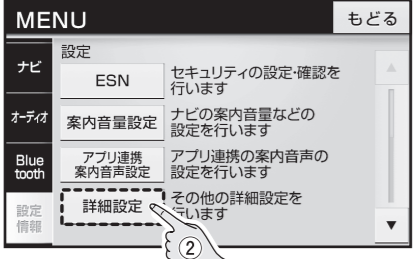 MENU
もどる
ナビ
オーディオ
Blue
tooth
設定
情報
設定
ESN
セキュリティの設定・確認を
行います
案内音量設定
ナビの案内音量などの
設定を行います
アプリ連携
案内音声設定
アプリ連携の案内音声の
設定を行います
詳細設定
その他の詳細設定を
行います
②